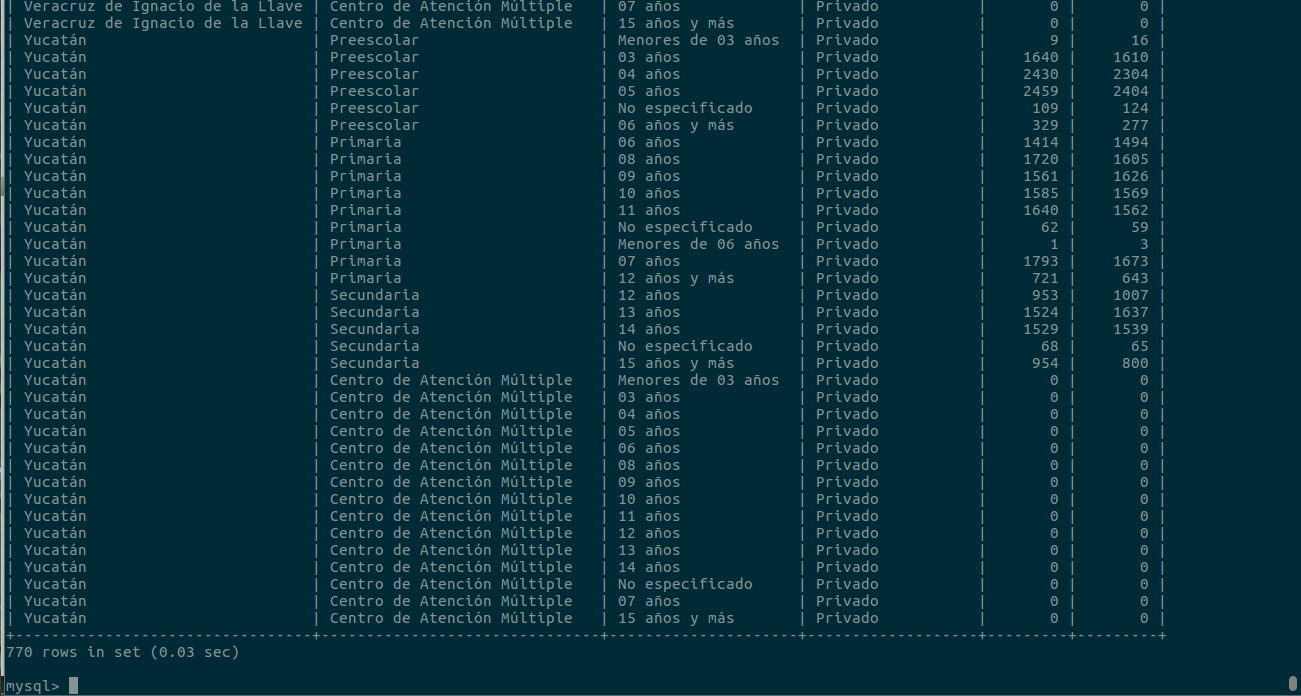 | Veracruz de Ignacio de la Llave | Centro de Atención Múltiple | 07 años | Privado | 0 | 0 |
| Veracruz de Ignacio de la Llave | Centro de Atención Múltiple | 15 años y más | Privado | 0 | 0 |
| Yucatán | Preescolar | Menores de 03 años | Privado | 9 | 16 |
| Yucatán | Preescolar | 03 años | Privado | 1640 | 1610 |
| Yucatán | Preescolar | 04 años | Privado | 2430 | 2304 |
| Yucatán | Preescolar | 05 años | Privado | 2459 | 2404 |
| Yucatán | Preescolar | No especificado | Privado | 109 | 124 |
| Yucatán | Preescolar | 06 años y más | Privado | 329 | 277 |
| Yucatán | Primaria | 06 años | Privado | 1414 | 1494 |
| Yucatán | Primaria | 08 años | Privado | 1720 | 1605 |
| Yucatán | Primaria | 09 años | Privado | 1561 | 1626 |
| Yucatán | Primaria | 10 años | Privado | 1585 | 1569 |
| Yucatán | Primaria | 11 años | Privado | 1640 | 1562 |
| Yucatán | Primaria | No especificado | Privado | 62 | 59 |
| Yucatán | Primaria | Menores de 06 años | Privado | 1 | 3 |
| Yucatán | Primaria | 07 años | Privado | 1793 | 1673 |
| Yucatán | Primaria | 12 años y más | Privado | 721 | 643 |
| Yucatán | Secundaria | 12 años | Privado | 953 | 1007 |
| Yucatán | Secundaria | 13 años | Privado | 1524 | 1637 |
| Yucatán | Secundaria | 14 años | Privado | 1529 | 1539 |
| Yucatán | Secundaria | No especificado | Privado | 68 | 65 |
| Yucatán | Secundaria | 15 años y más | Privado | 954 | 800 |
| Yucatán | Centro de Atención Múltiple | Menores de 03 años | Privado | 0 | 0 |
| Yucatán | Centro de Atención Múltiple | 03 años | Privado | 0 | 0 |
| Yucatán | Centro de Atención Múltiple | 04 años | Privado | 0 | 0 |
| Yucatán | Centro de Atención Múltiple | 05 años | Privado | 0 | 0 |
| Yucatán | Centro de Atención Múltiple | 06 años | Privado | 0 | 0 |
| Yucatán | Centro de Atención Múltiple | 08 años | Privado | 0 | 0 |
| Yucatán | Centro de Atención Múltiple | 09 años | Privado | 0 | 0 |
| Yucatán | Centro de Atención Múltiple | 10 años | Privado | 0 | 0 |
| Yucatán | Centro de Atención Múltiple | 11 años | Privado | 0 | 0 |
| Yucatán | Centro de Atención Múltiple | 12 años | Privado | 0 | 0 |
| Yucatán | Centro de Atención Múltiple | 13 años | Privado | 0 | 0 |
| Yucatán | Centro de Atención Múltiple | 14 años | Privado | 0 | 0 |
| Yucatán | Centro de Atención Múltiple | No especificado | Privado | 0 | 0 |
| Yucatán | Centro de Atención Múltiple | 07 años | Privado | 0 | 0 |
| Yucatán | Centro de Atención Múltiple | 15 años y más | Privado | 0 | 0 |
+---------------------------------+-------------------------------+---------------------+-------------------+---------+---------+
770 rows in set (0.03 sec)
mysql>